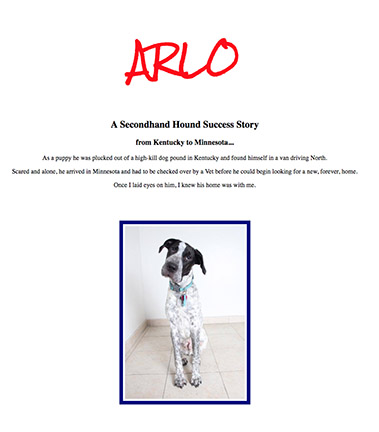 ARLO
A Secondhand Hound Success Story
from Kentucky to Minnesota...
As a puppy he was plucked out of a high-kill dog pound in Kentucky and found himself in a van driving North.
Scared and alone, he arrived in Minnesota and had to be checked over by a Vet before he could begin looking for a new, forever, home.
Once I laid eyes on him, I knew his home was with me.